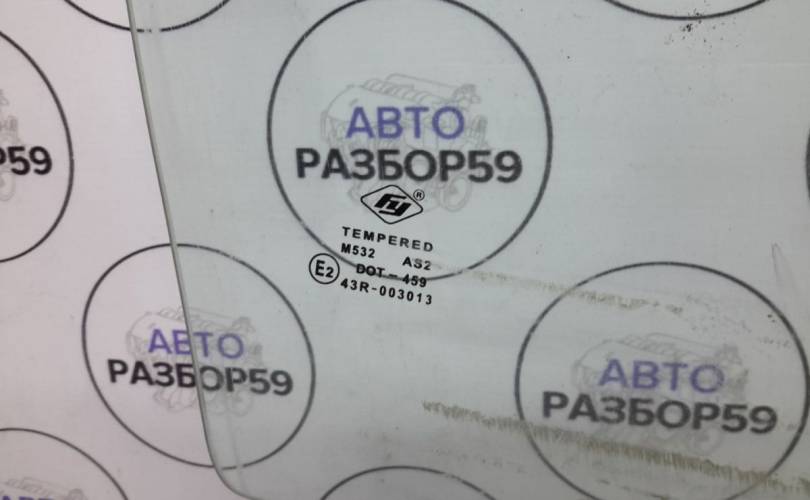 АВТО
РАЗБОР59
®
TEMPERED
M532 AS2
E2 DOT-459
43R-003013
Р59
АВТО
РАЗБОР59
АВТО
РАЗБОР59